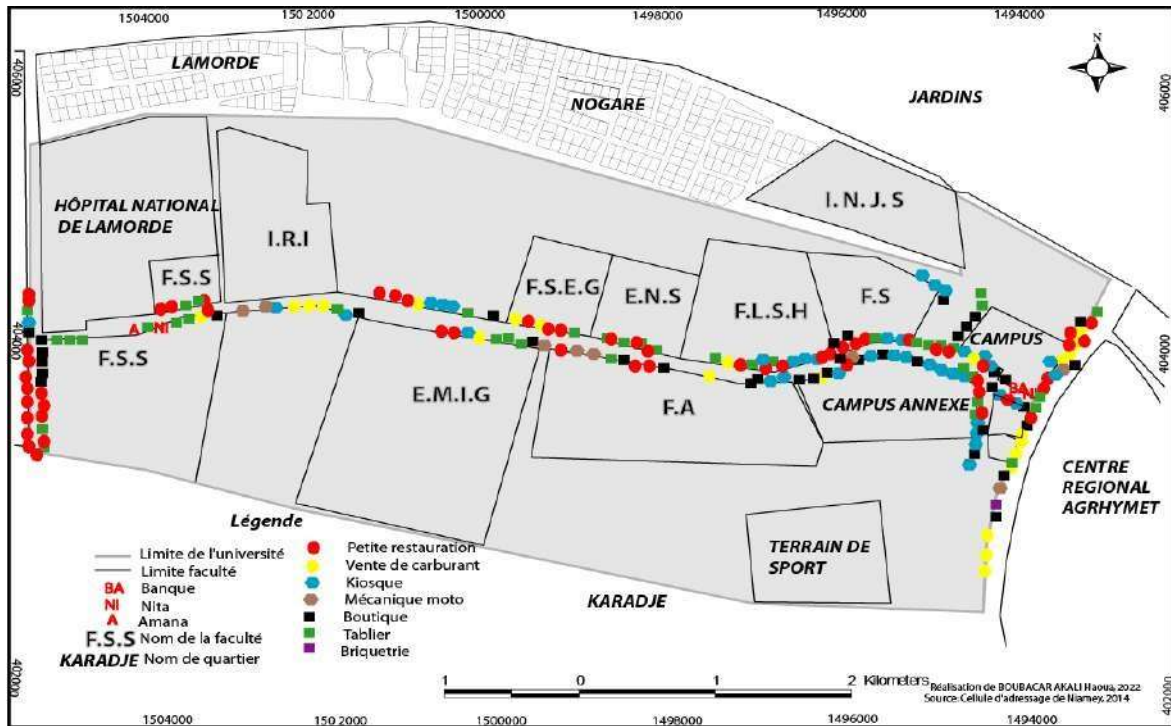 1504000 150 2000 1500000 1498000 1496000 1494000
406000
406000
LAMORDE
NOGARE
JARDINS
N
I. N. J. S
HÔPITAL NATIONAL
DE LAMORDE
I.R.I
F.S.S
F.S.E.G
E.N.S
F.L.S.H
F.S
CAMPUS
404000
404000
A NI
F.S.S
E.M.I.G
F.A
CAMPUS ANNEXE
BA
NI
CENTRE
REGIONAL
AGRHYMET
TERRAIN DE
SPORT
KARADJE
Légende
Limite de l'université
Limite faculté
BA Banque
NI Nita
A Amana
F.S.S Nom de la faculté
KARADJE Nom de quartier
Petite restauration
Vente de carburant
Kiosque
Mécanique moto
Boutique
Tablier
Briquetrie
402000
402000
1 0 1 2 Kilometers
Réalisation de BOUBACAR AKALI Haoua, 2022
Source: Cellule d'adressage de Niamey, 2014
1504000 150 2000 1500000 1498000 1496000 1494000